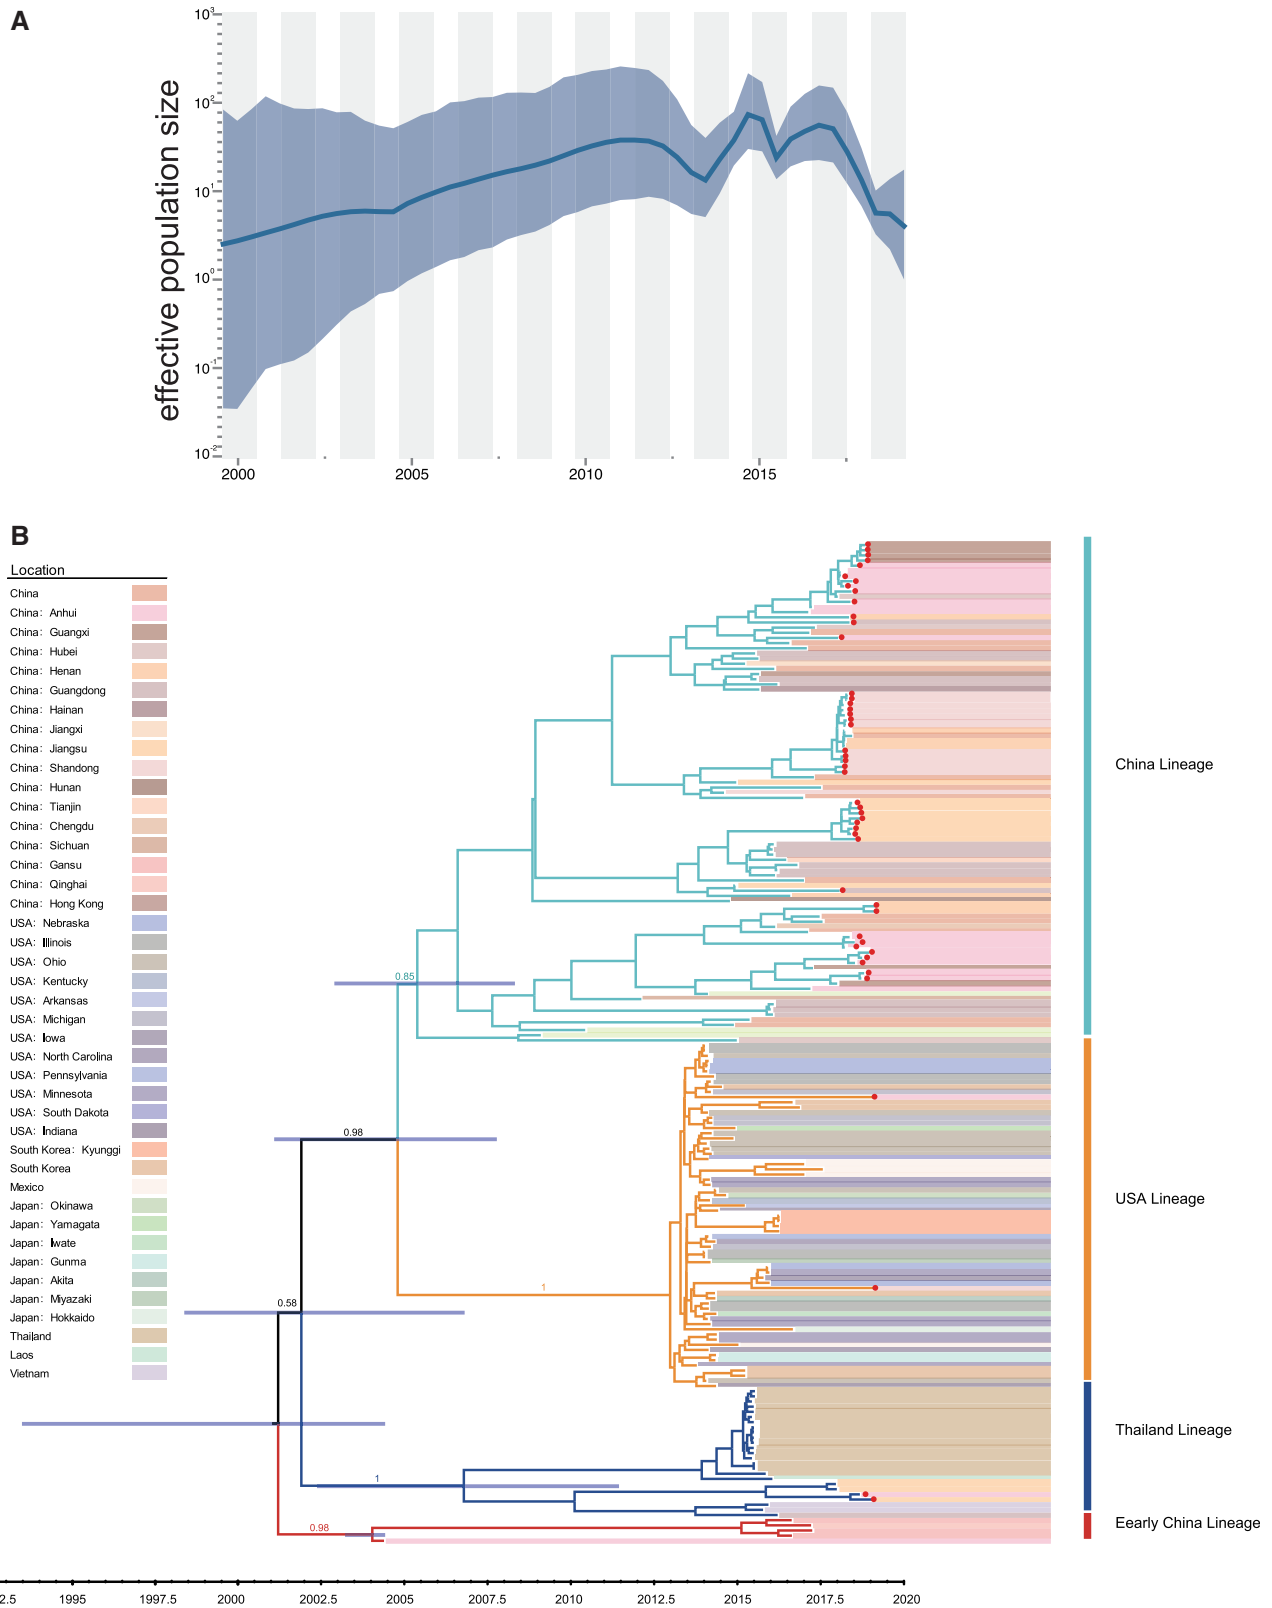 A
effective population size
10³
10²
10¹
10⁰
10⁻¹
10⁻²
2000 2005 2010 2015
B
Location
China
China: Anhui
China: Guangxi
China: Hubei
China: Henan
China: Guangdong
China: Hainan
China: Jiangxi
China: Jiangsu
China: Shandong
China: Hunan
China: Tianjin
China: Chengdu
China: Sichuan
China: Gansu
China: Qinghai
China: Hong Kong
USA: Nebraska
USA: Illinois
USA: Ohio
USA: Kentucky
USA: Arkansas
USA: Michigan
USA: Iowa
USA: North Carolina
USA: Pennsylvania
USA: Minnesota
USA: South Dakota
USA: Indiana
South Korea: Kyunggi
South Korea
Mexico
Japan: Okinawa
Japan: Yamagata
Japan: Iwate
Japan: Gunma
Japan: Akita
Japan: Miyazaki
Japan: Hokkaido
Thailand
Laos
Vietnam
0.85
0.98
1
0.58
1
0.98
China Lineage
USA Lineage
Thailand Lineage
Eearly China Lineage
2.5 1995 1997.5 2000 2002.5 2005 2007.5 2010 2012.5 2015 2017.5 2020